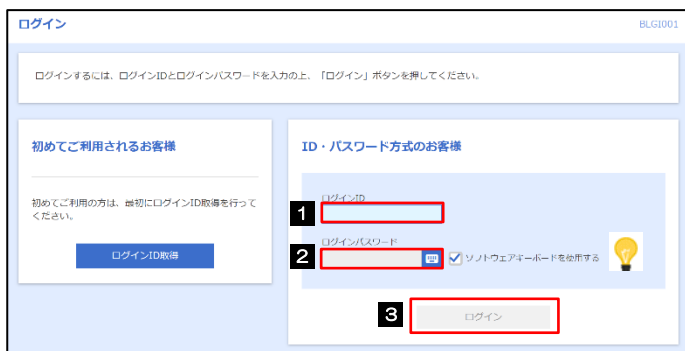 ログイン
BLGI001
ログインするには、ログインIDとログインパスワードを入力の上、「ログイン」ボタンを押してください。
初めてご利用されるお客様
初めてご利用の方は、最初にログインID取得を行って
ください。
ログインID取得
ID・パスワード方式のお客様
ログインID
1
ログインパスワード
2
ソフトウェアキーボードを使用する
3
ログイン